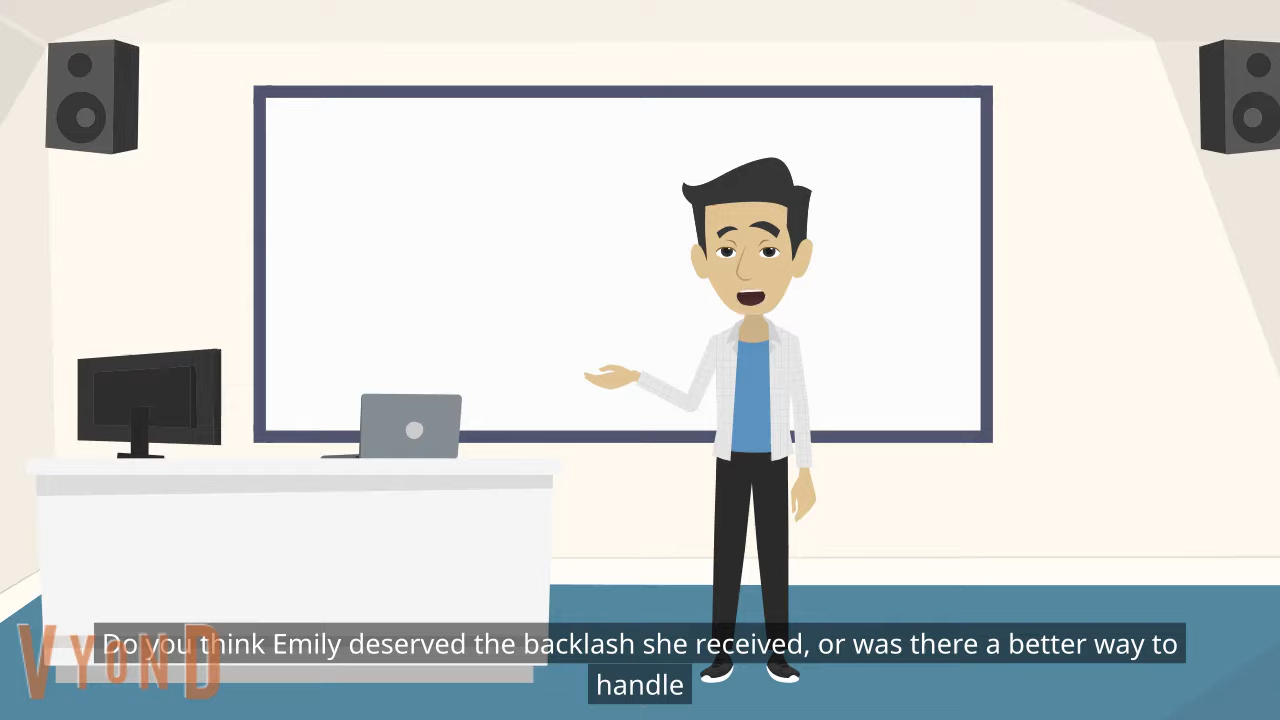 Do you think Emily deserved the backlash she received, or was there a better way to
handle
VYOND